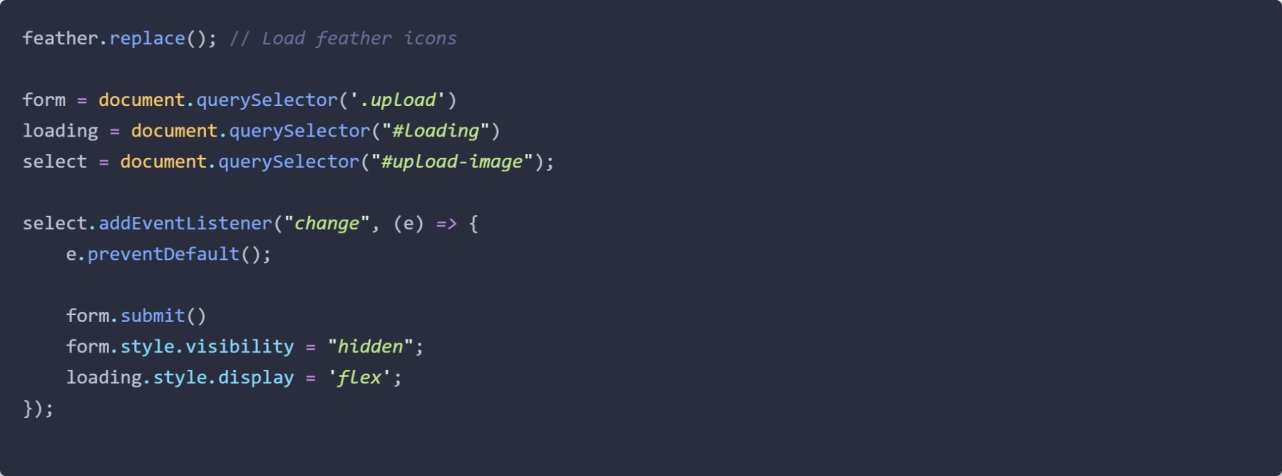 feather.replace(); // Load feather icons

form = document.querySelector('.upload')
loading = document.querySelector("#loading")
select = document.querySelector("#upload-image");

select.addEventListener("change", (e) => {
    e.preventDefault();

    form.submit()
    form.style.visibility = "hidden";
    loading.style.display = 'flex';
});